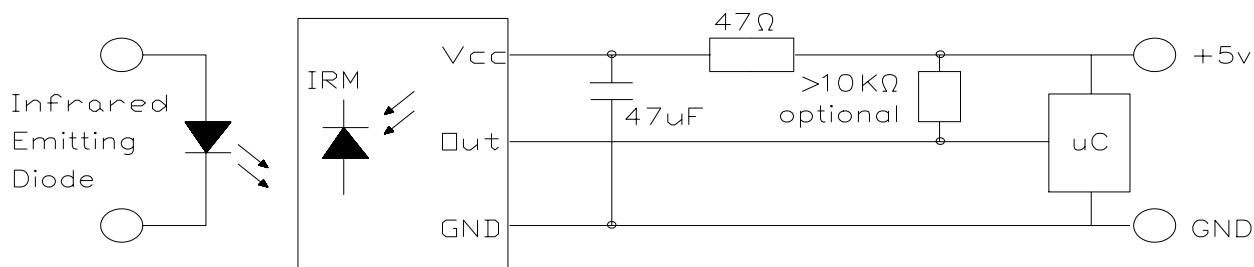 47Ω
Vcc
+5v
IRM
>10KΩ
optional
Infrared
Emitting
Diode
47uF
Out
uC
GND
GND